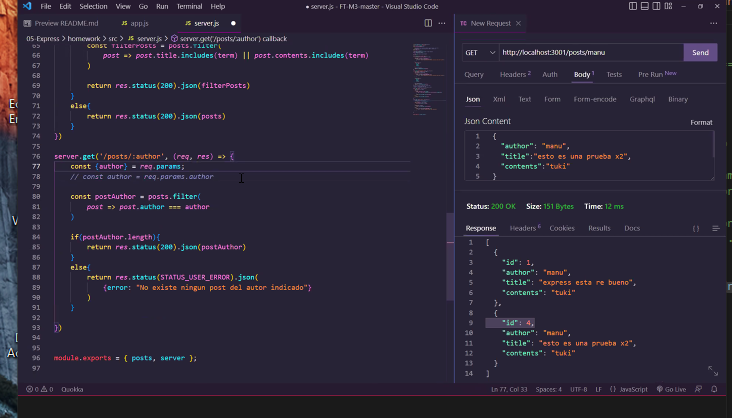 File Edit Selection View Go Run Terminal Help
● server.js - FT-M3-master - Visual Studio Code
Preview README.md
JS app.js
JS server.js ●
05-Express > homework > src > JS server.js > server.get('/posts/:author') callback
65 const filterPosts = posts.filter(
66 post => post.title.includes(term) || post.contents.includes(term)
67 )
68
69 return res.status(200).json(filterPosts)
70 }
71 else{
72 return res.status(200).json(posts)
73 }
74 })
75
76 server.get('/posts/:author', (req, res) => {
77 const {author} = req.params;
78 // const author = req.params.author
79
80 const postAuthor = posts.filter(
81 post => post.author === author
82 )
83
84 if(postAuthor.length){
85 return res.status(200).json(postAuthor)
86 }
87 else{
88 return res.status(STATUS_USER_ERROR).json(
89 {error: "No existe ningun post del autor indicado"}
90 )
91 }
92
93 })
94
95
96 module.exports = { posts, server };
97
TC New Request
GET http://localhost:3001/posts/manu Send
Query Headers 2 Auth Body 1 Tests Pre Run New
Json Xml Text Form Form-encode Graphql Binary
Json Content Format
1 {
2 "author": "manu",
3 "title":"esto es una prueba x2",
4 "contents":"tuki"
5 }
Status: 200 OK Size: 151 Bytes Time: 12 ms
Response Headers 6 Cookies Results Docs { }
1 [
2 {
3 "id": 1,
4 "author": "manu",
5 "title": "express esta re bueno",
6 "contents": "tuki"
7 },
8 {
9 "id": 4,
10 "author": "manu",
11 "title": "esto es una prueba x2",
12 "contents": "tuki"
13 }
14 ]
0 0 Quokka
Ln 77, Col 33 Spaces: 4 UTF-8 LF { } JavaScript Go Live